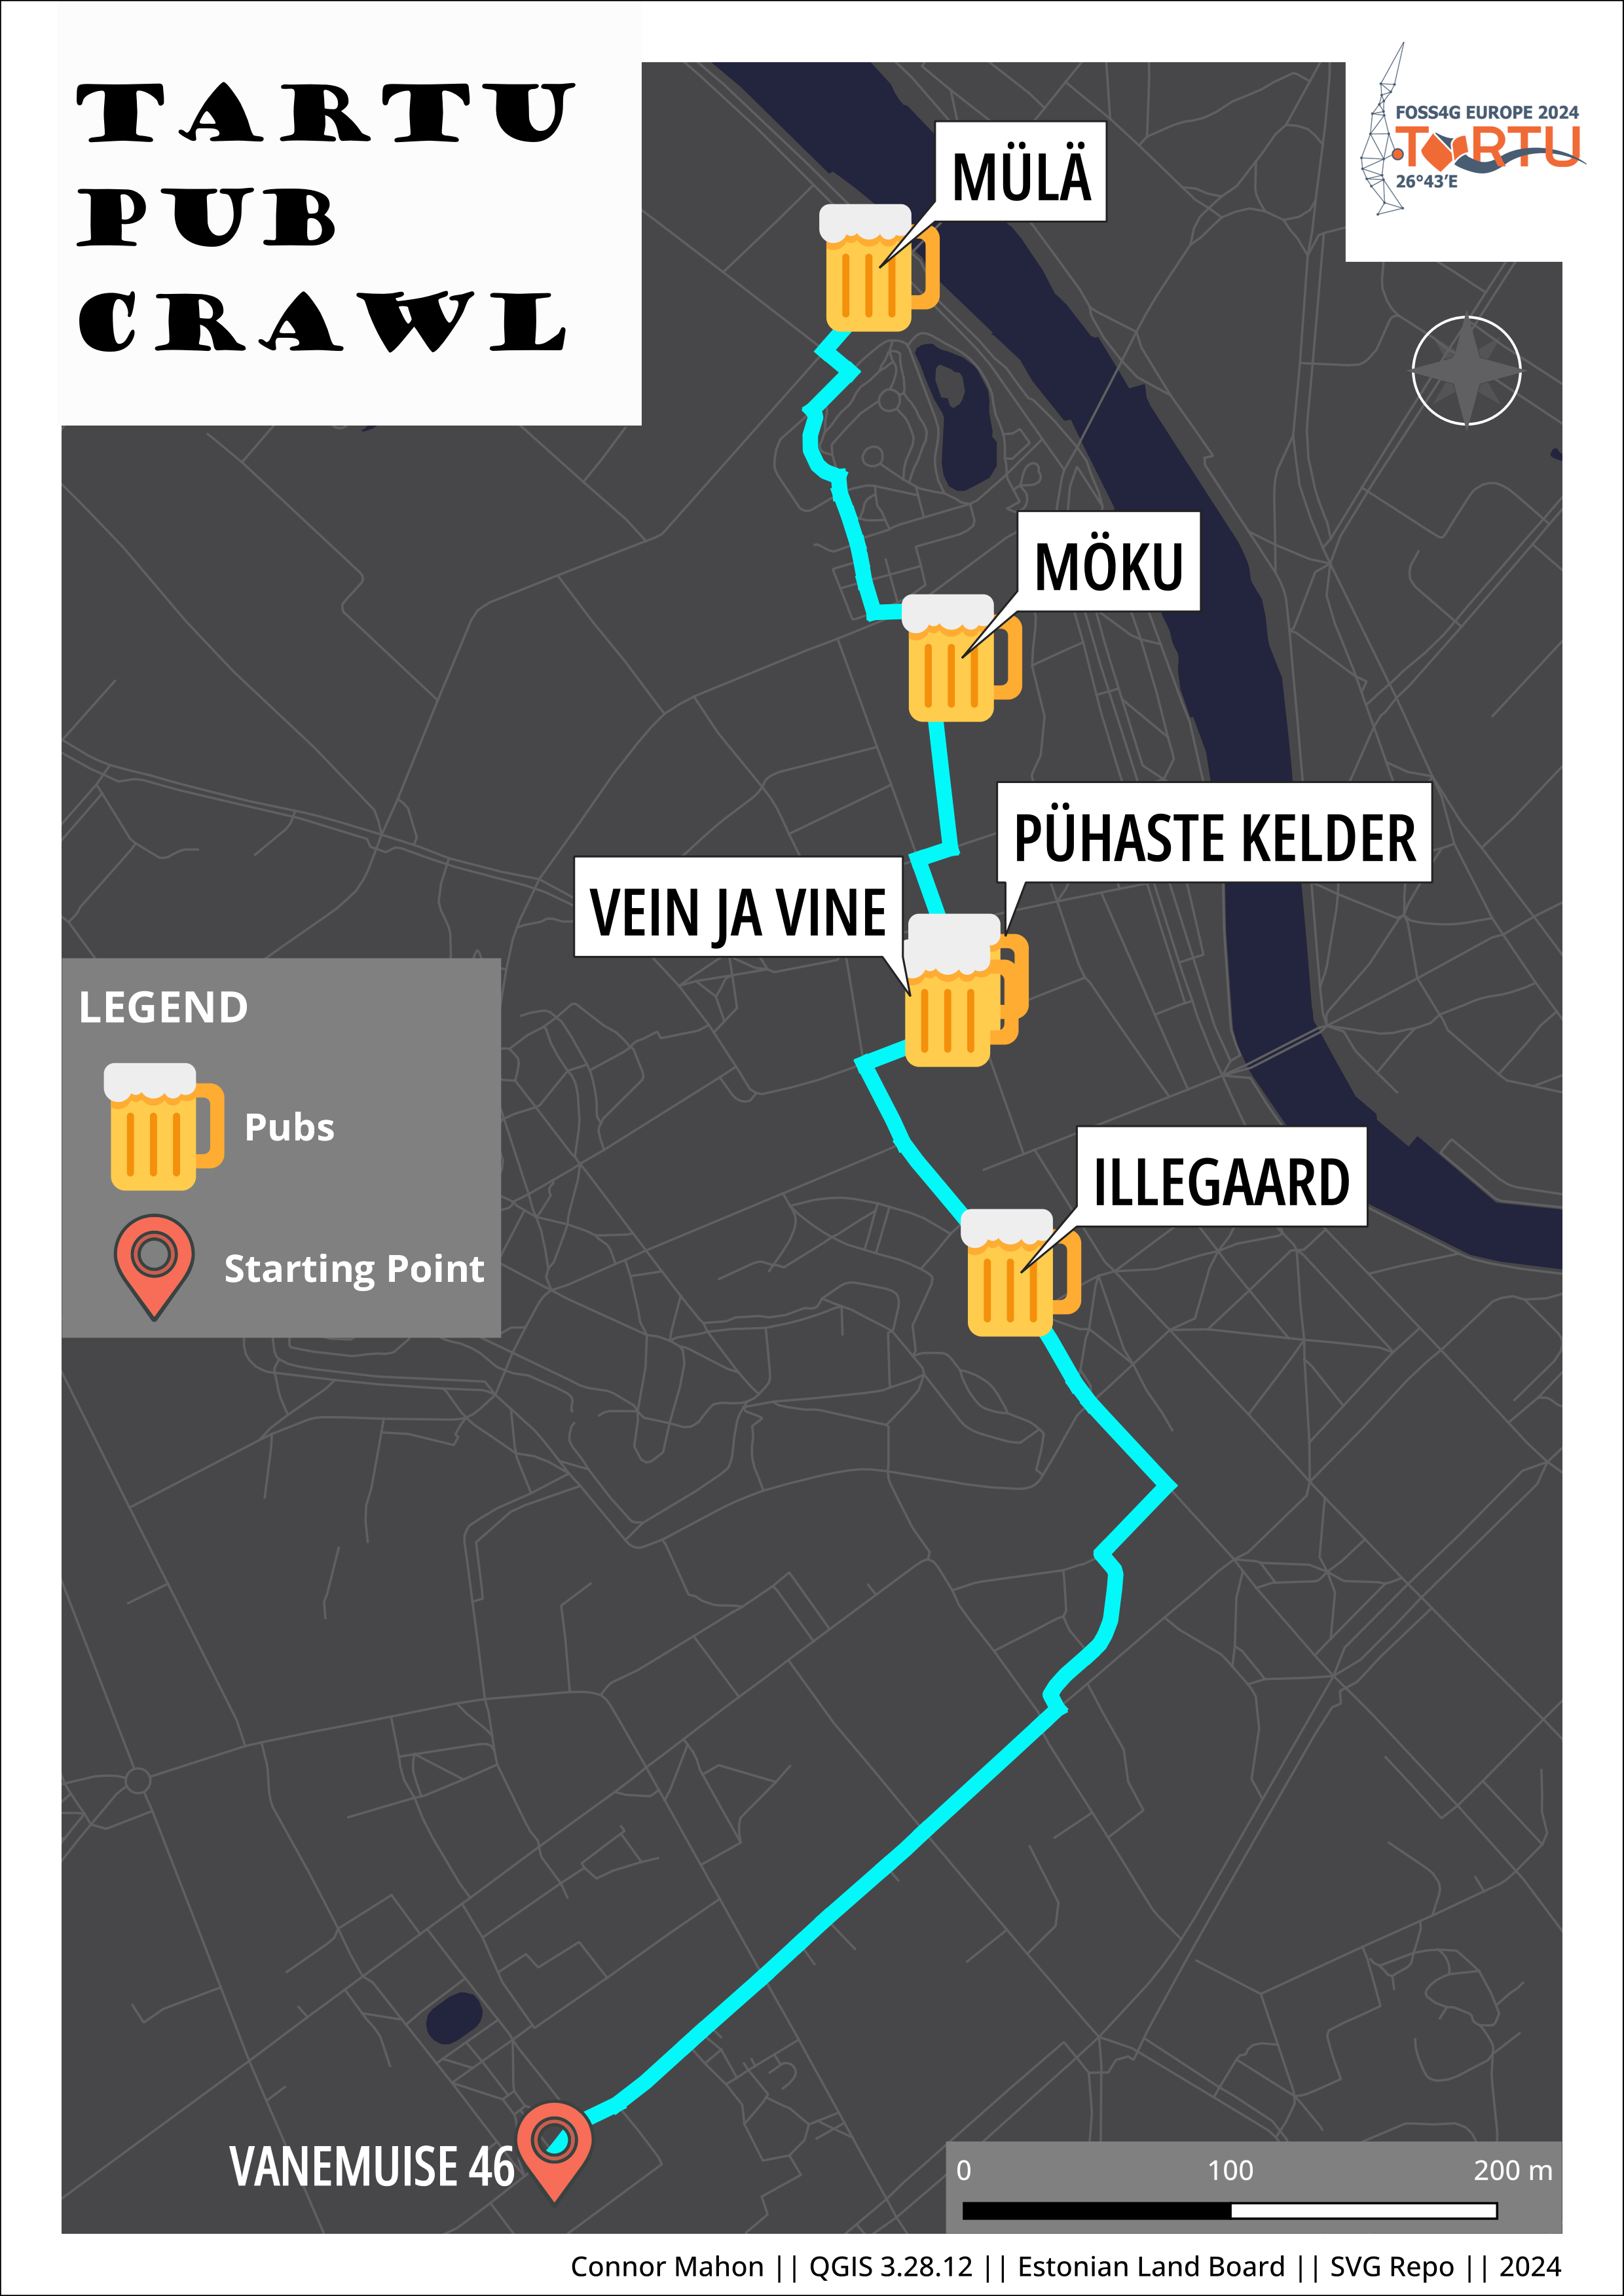 TARTU
PUB
CRAWL
FOSS4G EUROPE 2024
TARTU
26°43'E
MÜLÄ
MÖKU
PÜHASTE KELDER
VEIN JA VINE
LEGEND
Pubs
Starting Point
ILLEGAARD
VANEMUISE 46
0 100 200 m
Connor Mahon || QGIS 3.28.12 || Estonian Land Board || SVG Repo || 2024